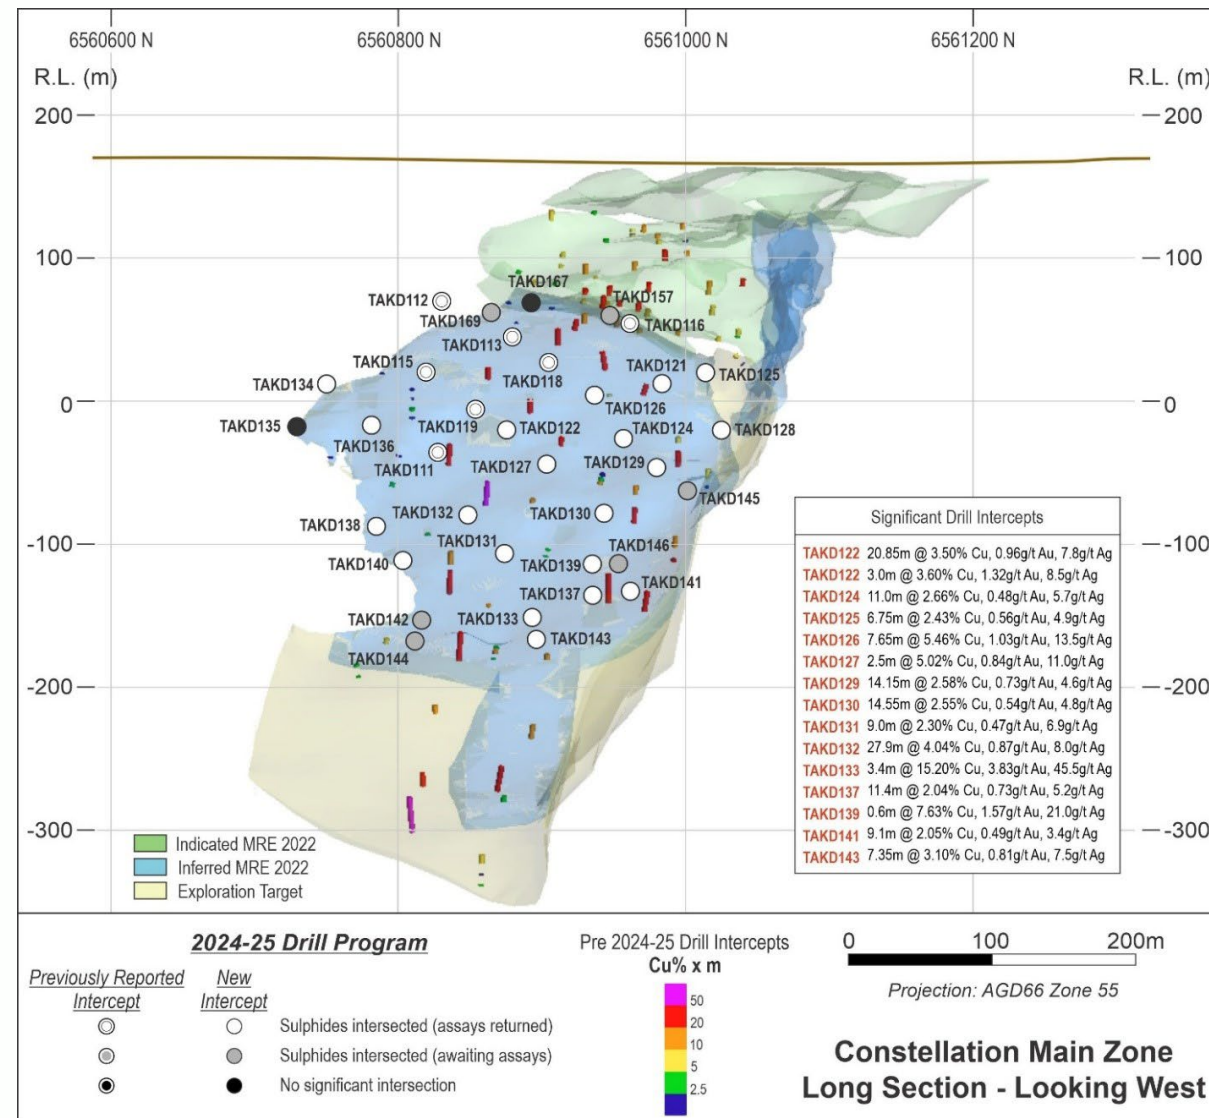 6560600 N 6560800 N 6561000 N 6561200 N
R.L. (m) R.L. (m)
200 200
100 100
TAKD167
TAKD112 TAKD157
TAKD169 TAKD116
TAKD113
TAKD115 TAKD121
TAKD134 TAKD118 TAKD125
0 0
TAKD126
TAKD135 TAKD119 TAKD122 TAKD124 TAKD128
TAKD136
TAKD111 TAKD127 TAKD129
TAKD145
TAKD132 TAKD130
TAKD138
TAKD131 TAKD146
-100 -100
TAKD140 TAKD139 TAKD141
TAKD137
TAKD142 TAKD133
TAKD143
TAKD144
-200 -200
-300 -300
Significant Drill Intercepts
TAKD122 20.85m @ 3.50% Cu, 0.96g/t Au, 7.8g/t Ag
TAKD122 3.0m @ 3.60% Cu, 1.32g/t Au, 8.5g/t Ag
TAKD124 11.0m @ 2.66% Cu, 0.48g/t Au, 5.7g/t Ag
TAKD125 6.75m @ 2.43% Cu, 0.56g/t Au, 4.9g/t Ag
TAKD126 7.65m @ 5.46% Cu, 1.03g/t Au, 13.5g/t Ag
TAKD127 2.5m @ 5.02% Cu, 0.84g/t Au, 11.0g/t Ag
TAKD129 14.15m @ 2.58% Cu, 0.73g/t Au, 4.6g/t Ag
TAKD130 14.55m @ 2.55% Cu, 0.54g/t Au, 4.8g/t Ag
TAKD131 9.0m @ 2.30% Cu, 0.47g/t Au, 6.9g/t Ag
TAKD132 27.9m @ 4.04% Cu, 0.87g/t Au, 8.0g/t Ag
TAKD133 3.4m @ 15.20% Cu, 3.83g/t Au, 45.5g/t Ag
TAKD137 11.4m @ 2.04% Cu, 0.73g/t Au, 5.2g/t Ag
TAKD139 0.6m @ 7.63% Cu, 1.57g/t Au, 21.0g/t Ag
TAKD141 9.1m @ 2.05% Cu, 0.49g/t Au, 3.4g/t Ag
TAKD143 7.35m @ 3.10% Cu, 0.81g/t Au, 7.5g/t Ag
Indicated MRE 2022
Inferred MRE 2022
Exploration Target
2024-25 Drill Program
Previously Reported Intercept
New Intercept
Sulphides intersected (assays returned)
Sulphides intersected (awaiting assays)
No significant intersection
Pre 2024-25 Drill Intercepts
Cu% x m
50
20
10
5
2.5
0 100 200m
Projection: AGD66 Zone 55
Constellation Main Zone
Long Section - Looking West